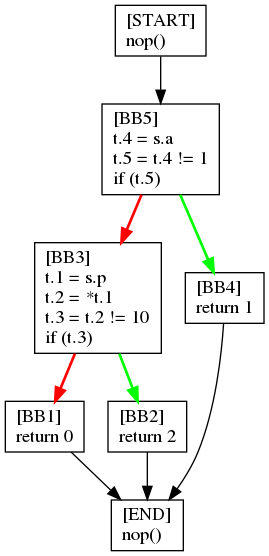 [START]
nop()
[BB5]
t.4 = s.a
t.5 = t.4 != 1
if (t.5)
[BB3]
t.1 = s.p
t.2 = *t.1
t.3 = t.2 != 10
if (t.3)
[BB4]
return 1
[BB1]
return 0
[BB2]
return 2
[END]
nop()